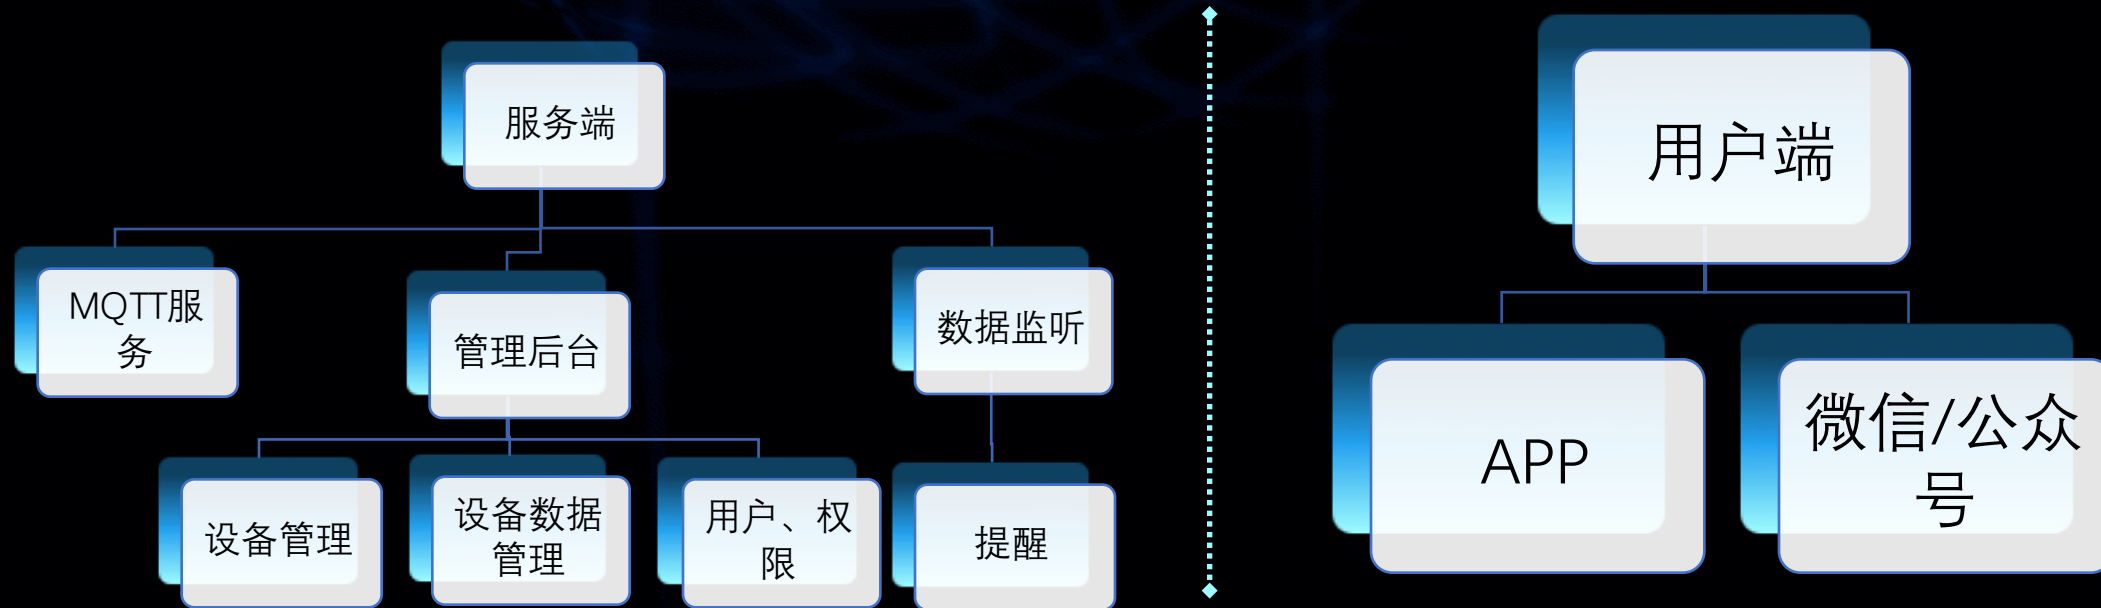 服务端
MQTT服
务
管理后台
数据监听
设备管理
设备数据
管理
用户、权
限
提醒
用户端
APP
微信/公众
号